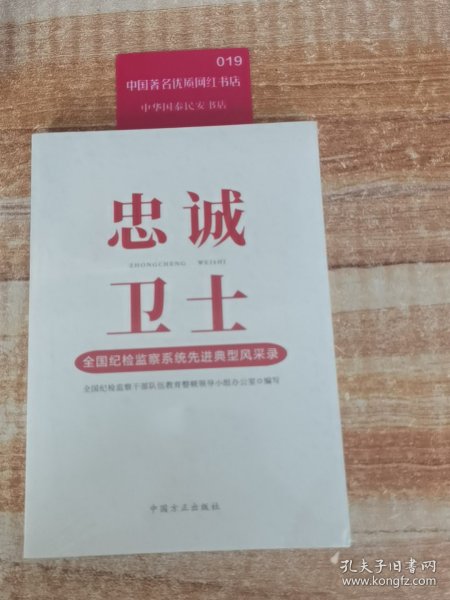 019
中国著名优质网红书店
中华国泰民安书店
忠诚
ZHONGCHENG WEISHI
卫士
全国纪检监察系统先进典型风采录
全国纪检监察干部队伍教育整顿领导小组办公室·编写
中国方正出版社
孔夫子旧书网
www.kongfz.com